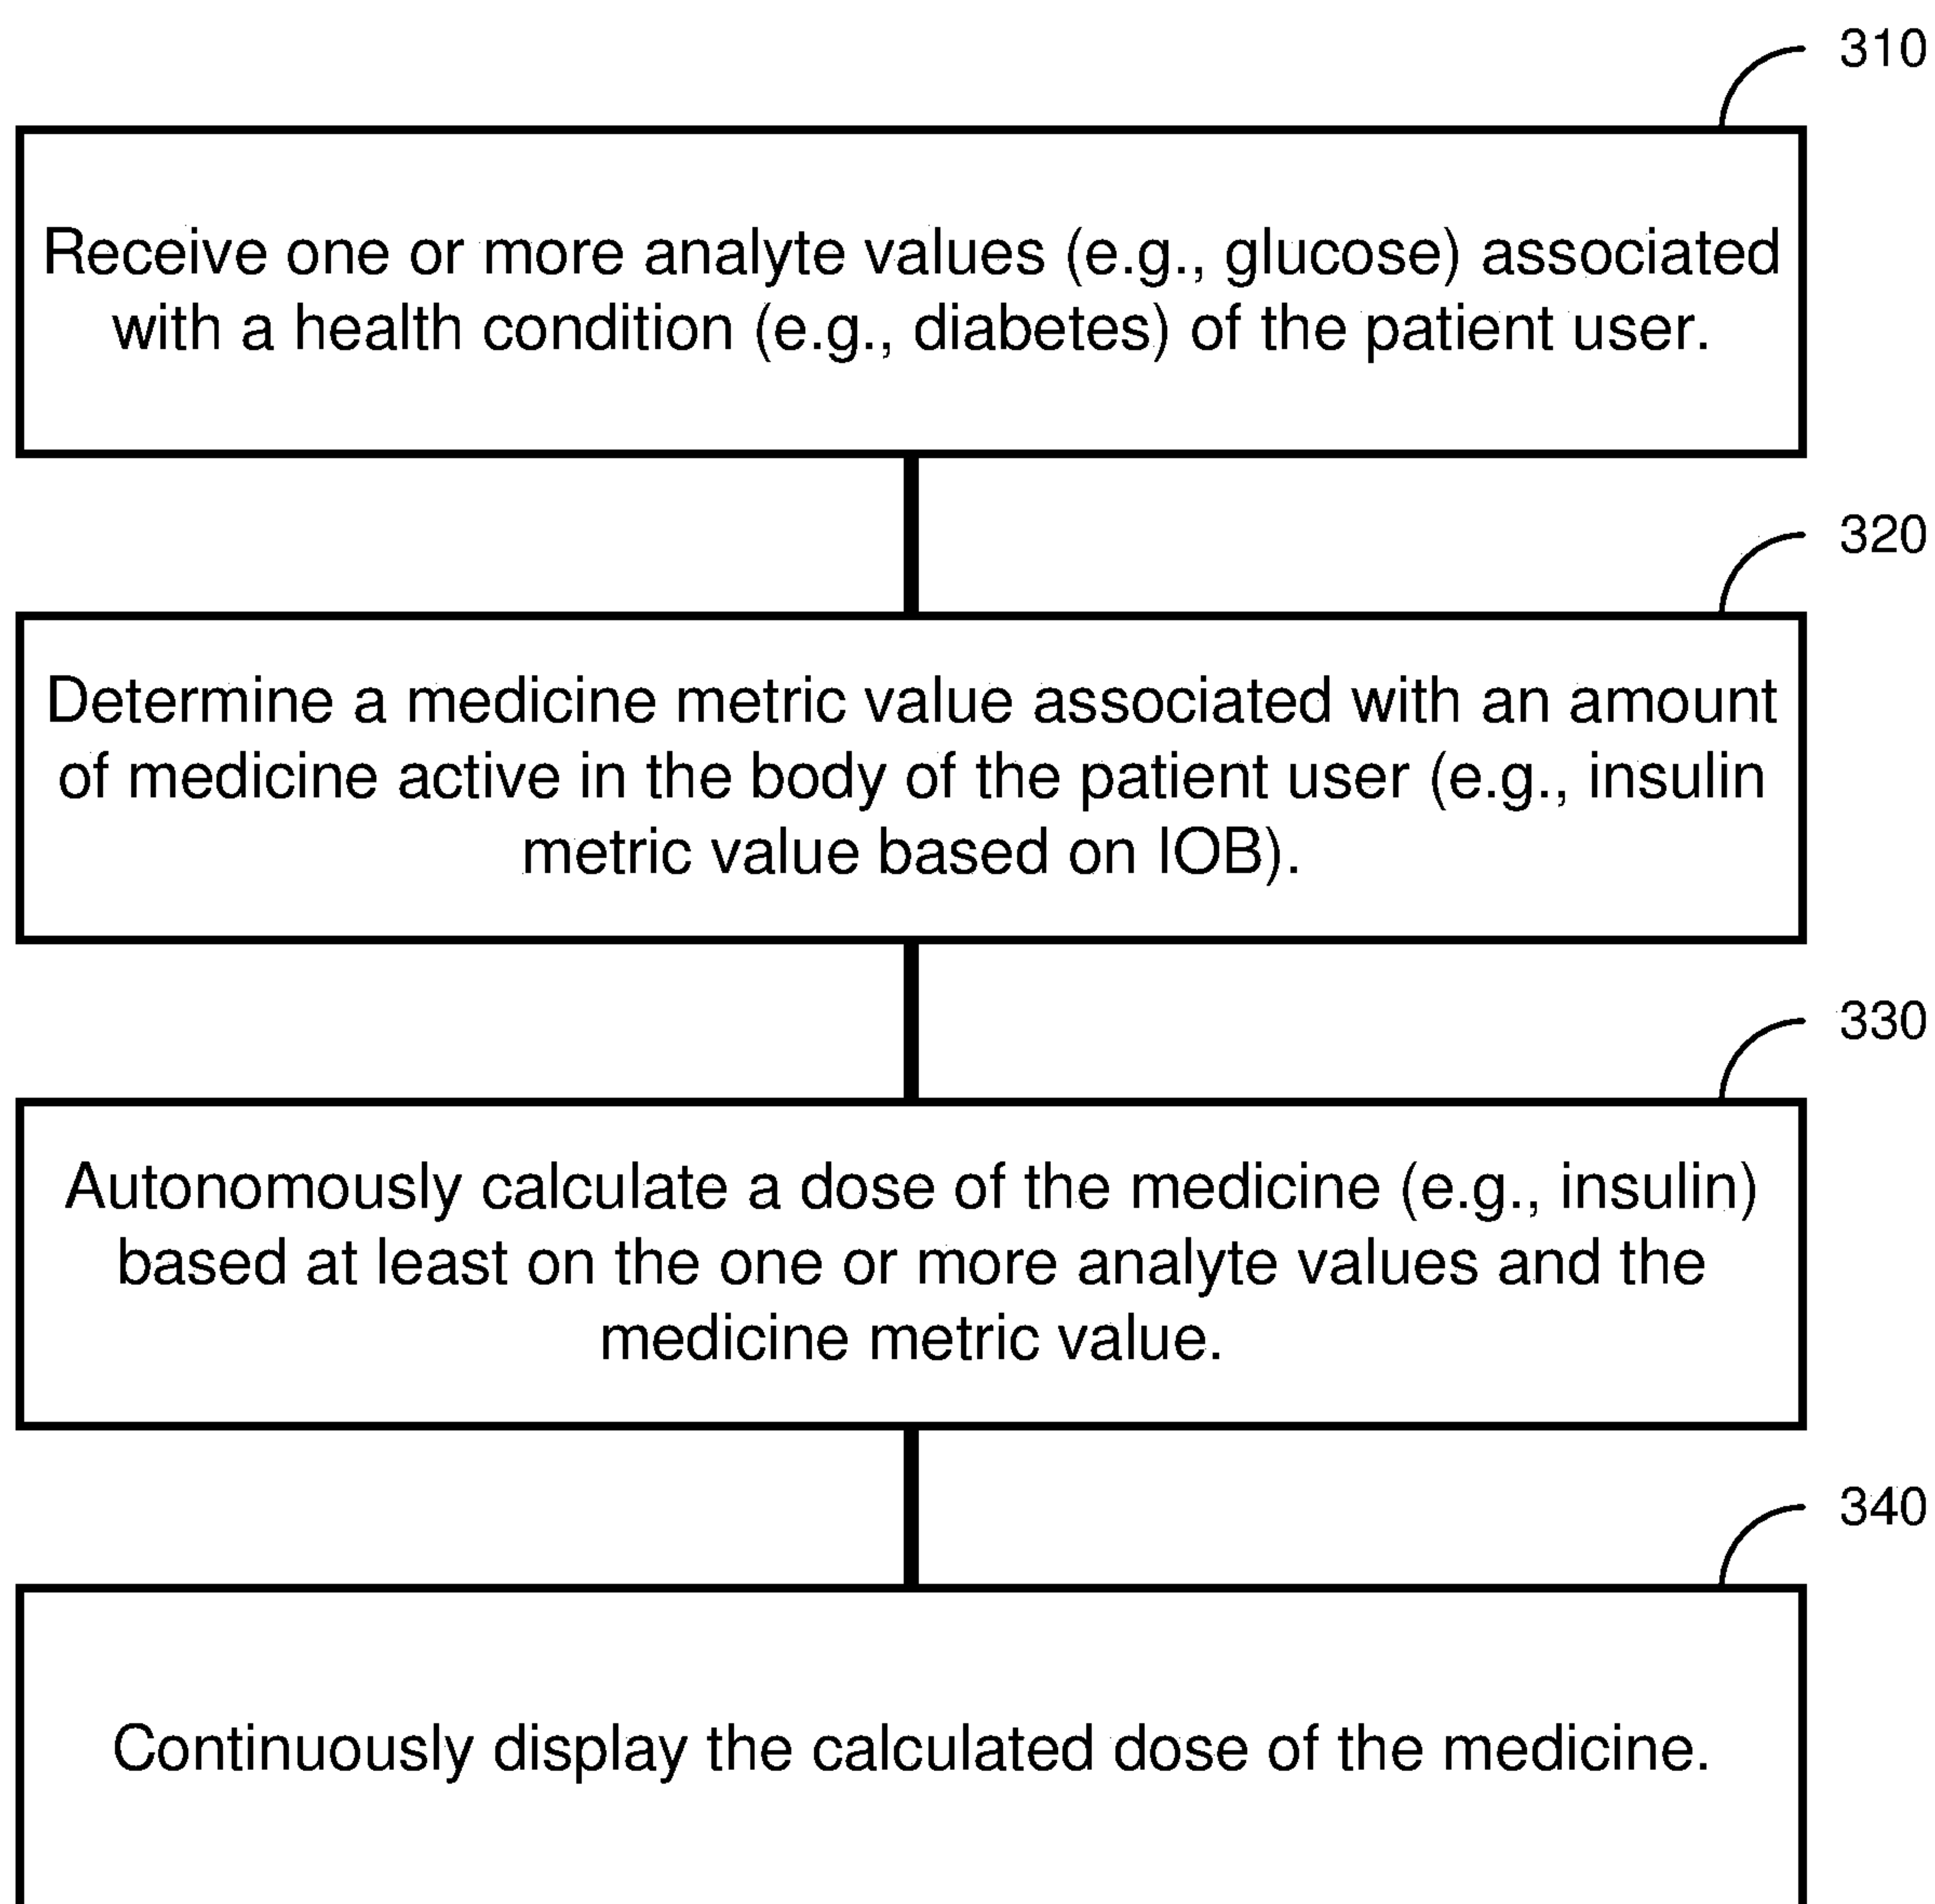 310
Receive one or more analyte values (e.g., glucose) associated
with a health condition (e.g., diabetes) of the patient user.
320
Determine a medicine metric value associated with an amount
of medicine active in the body of the patient user (e.g., insulin
metric value based on IOB).
330
Autonomously calculate a dose of the medicine (e.g., insulin)
based at least on the one or more analyte values and the
medicine metric value.
340
Continuously display the calculated dose of the medicine.